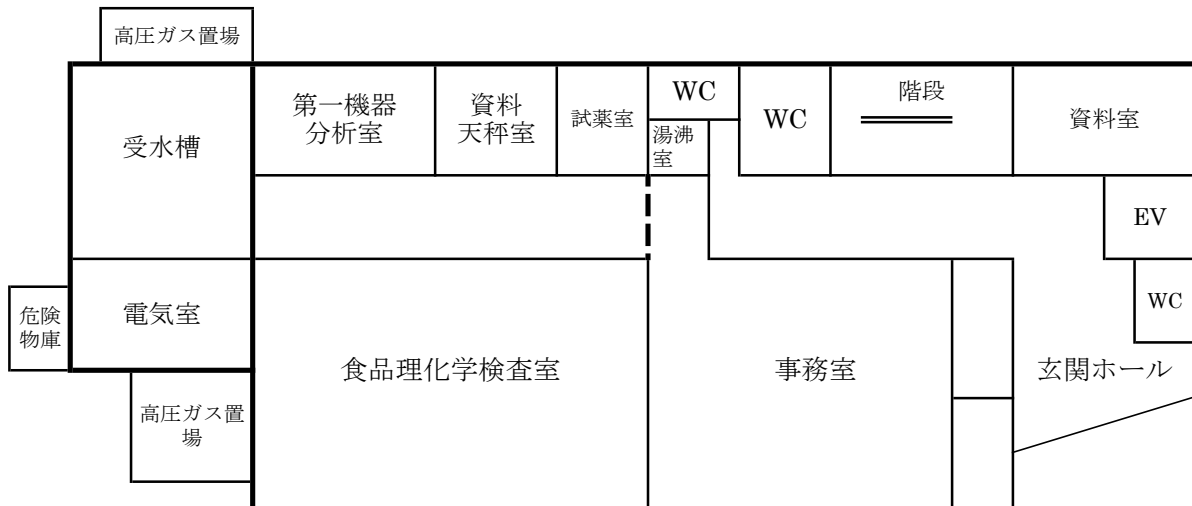 高圧ガス置場
受水槽
第一機器
分析室
資料
天秤室
試薬室
WC
湯沸
室
WC
階段
資料室
EV
WC
危険
物庫
電気室
食品理化学検査室
事務室
玄関ホール
高圧ガス置
場